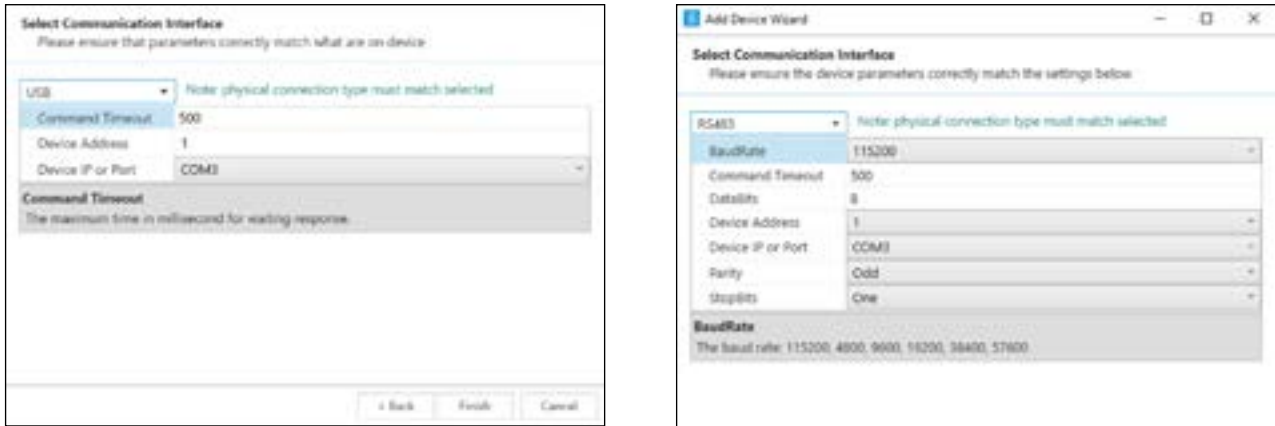 Select Communication Interface
Please ensure that parameters correctly match what are on device
USB
Note: physical connection type must match selected
Command Timeout 500
Device Address 1
Device IP or Port COM3
Command Timeout
The maximum time in millisecond for waiting response.
< Back Finish Cancel
Add Device Wizard
Select Communication Interface
Please ensure the device parameters correctly match the settings below
Note: physical connection type must match selected
BaudRate 115200
Command Timeout 500
DataBits 8
Device Address 1
Device IP or Port COM3
Parity Odd
StopBits One
BaudRate
The baud rate: 115200, 4800, 9600, 19200, 38400, 57600